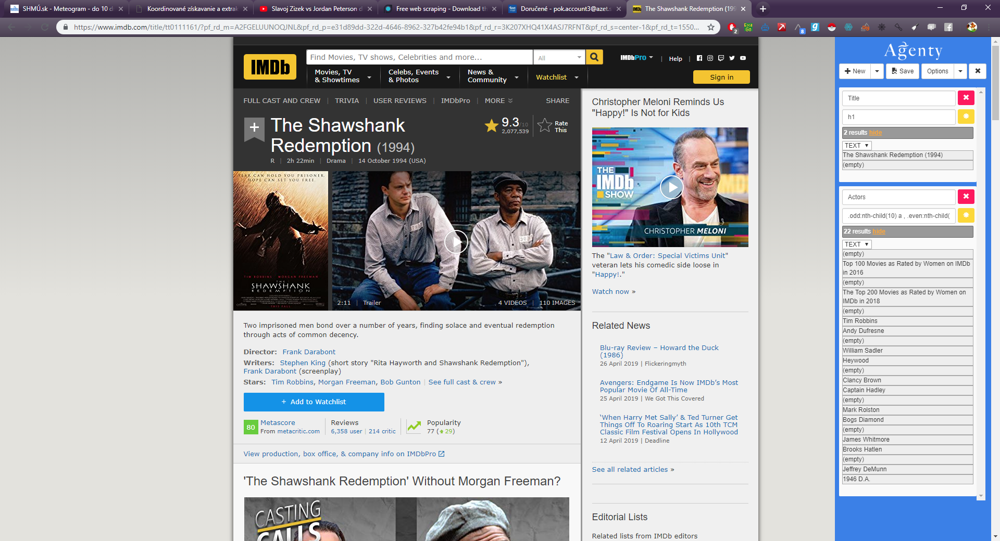 SHMÚ.sk - Meteogram - do 10 d
Koordinované získavanie a extrak
Slavoj Zizek vs Jordan Peterson d
Free web scraping - Download th
Doručené - pok.account3@azet.s
The Shawshank Redemption (199
https://www.imdb.com/title/tt0111161/?pf_rd_m=A2FGELUUNOQJNL&pf_rd_p=e31d89dd-322d-4646-8962-327b42fe94b1&pf_rd_r=3K207XHQ41X4ASJ7RFNT&pf_rd_s=center-1&pf_rd_t=1550...
IMDb
Find Movies, TV shows, Celebrities and more...
All
IMDbPro
Help
Movies, TV
& Showtimes
Celebs, Events
& Photos
News &
Community
Watchlist
Sign in
FULL CAST AND CREW | TRIVIA | USER REVIEWS | IMDbPro | MORE
SHARE
The Shawshank
Redemption (1994)
9.3/10
2,077,539
Rate
This
R | 2h 22min | Drama | 14 October 1994 (USA)
FEAR CAN HOLD YOU PRISONER.
HOPE CAN SET YOU FREE.
TIM ROBBINS MORGAN FREEMAN
THE
SHAWSHANK
REDEMPTION
THIS FALL
2:11 | Trailer
4 VIDEOS | 110 IMAGES
Two imprisoned men bond over a number of years, finding solace and eventual redemption
through acts of common decency.
Director: Frank Darabont
Writers: Stephen King (short story "Rita Hayworth and Shawshank Redemption"),
Frank Darabont (screenplay)
Stars: Tim Robbins, Morgan Freeman, Bob Gunton | See full cast & crew »
+ Add to Watchlist
80
Metascore
From metacritic.com
Reviews
6,358 user | 214 critic
Popularity
77 (29)
View production, box office, & company info on IMDbPro
'The Shawshank Redemption' Without Morgan Freeman?
CASTING
CALLS
Christopher Meloni Reminds Us
"Happy!" Is Not for Kids
THE
IMDb
SHOW
CHRISTOPHER MELONI
The "Law & Order: Special Victims Unit"
veteran lets his comedic side loose in
"Happy!."
Watch now »
Related News
Blu-ray Review – Howard the Duck
(1986)
26 April 2019 | Flickeringmyth
Avengers: Endgame Is Now IMDb's Most
Popular Movie Of All-Time
25 April 2019 | We Got This Covered
'When Harry Met Sally' & Ted Turner Get
Things Off To Roaring Start As 10th TCM
Classic Film Festival Opens In Hollywood
12 April 2019 | Deadline
See all related articles »
Editorial Lists
Related lists from IMDb editors
Agenty
New
Save
Options
Title
h1
2 results hide
TEXT
The Shawshank Redemption (1994)
(empty)
Actors
.odd:nth-child(10) a , .even:nth-child(
22 results hide
TEXT
(empty)
Top 100 Movies as Rated by Women on IMDb
in 2016
(empty)
The Top 200 Movies as Rated by Women on
IMDb in 2018
(empty)
Tim Robbins
Andy Dufresne
(empty)
William Sadler
Heywood
(empty)
Clancy Brown
Captain Hadley
(empty)
Mark Rolston
Bogs Diamond
(empty)
James Whitmore
Brooks Hatlen
(empty)
Jeffrey DeMunn
1946 D.A.